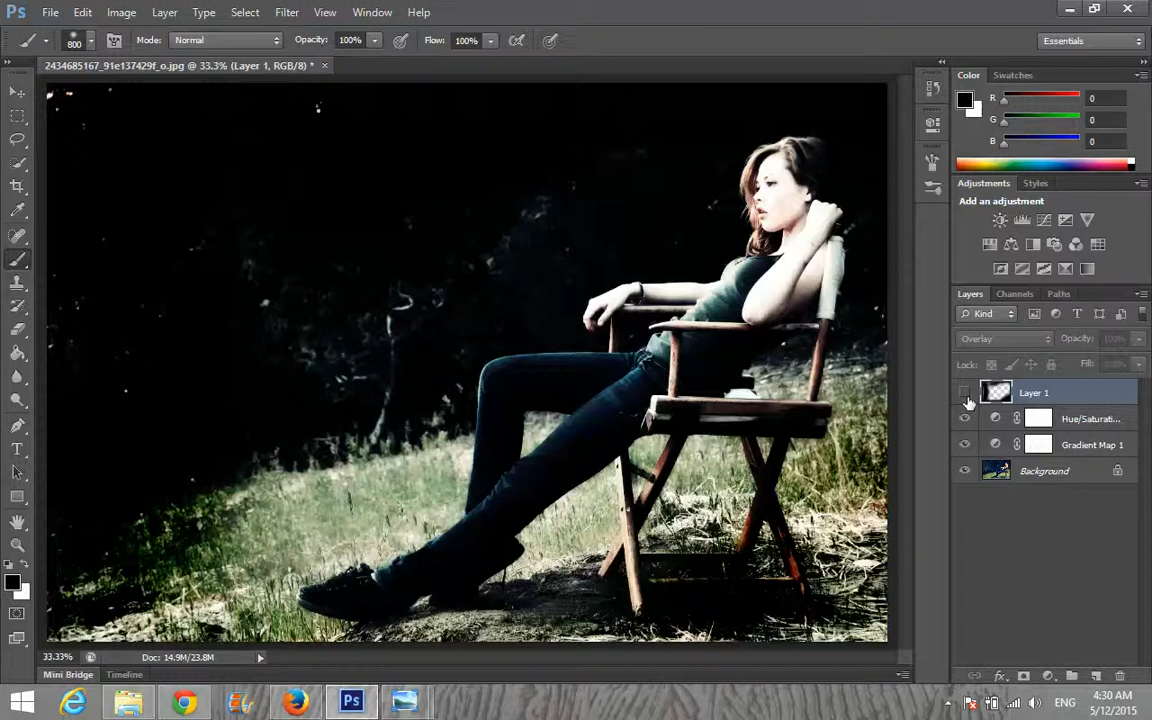 Ps File Edit Image Layer Type Select Filter View Window Help
800 Mode: Normal Opacity: 100% Flow: 100% Essentials
2434685167_91e137429f_o.jpg @ 33.3% (Layer 1, RGB/8) *
Color Swatches
R 0
G 0
B 0
Adjustments Styles
Add an adjustment
Layers Channels Paths
Kind
Overlay Opacity: 100%
Lock: Fill: 100%
Layer 1
Hue/Saturati...
Gradient Map 1
Background
33.33% Doc: 14.9M/23.8M
Mini Bridge Timeline
Ps ENG 4:30 AM
5/12/2015